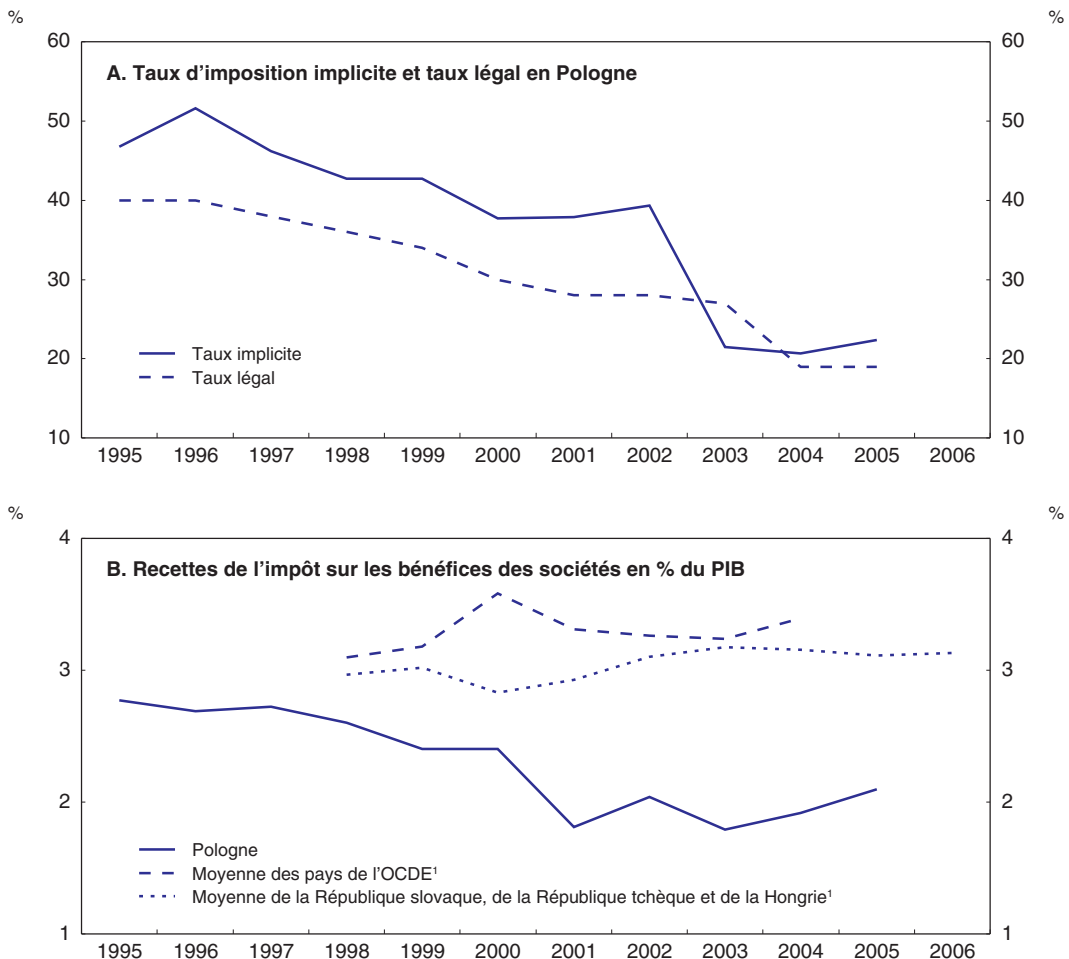 % %
60 60
A. Taux d'imposition implicite et taux légal en Pologne
50 50
40 40
30 30
Taux implicite
20 20
Taux légal
10 10
1995 1996 1997 1998 1999 2000 2001 2002 2003 2004 2005 2006
% %
4 4
B. Recettes de l'impôt sur les bénéfices des sociétés en % du PIB
3 3
2 2
Pologne
Moyenne des pays de l'OCDE¹
Moyenne de la République slovaque, de la République tchèque et de la Hongrie¹
1 1
1995 1996 1997 1998 1999 2000 2001 2002 2003 2004 2005 2006